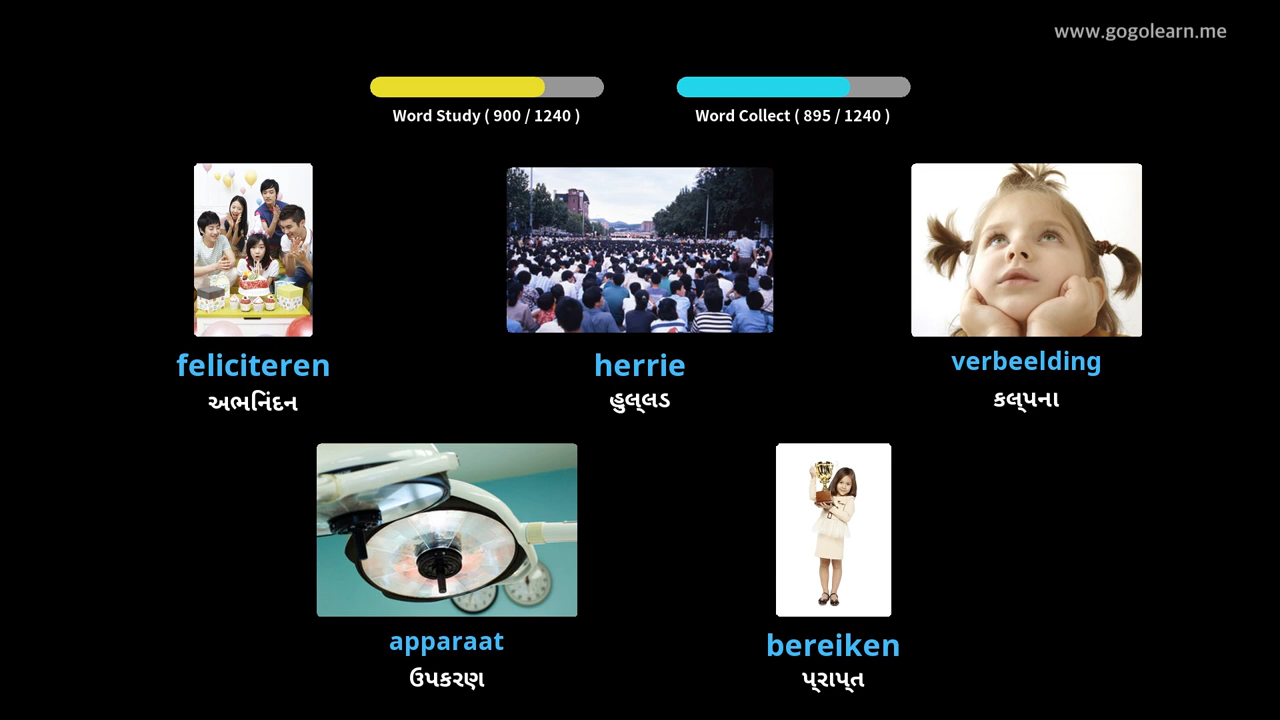 www.gogolearn.me
Word Study ( 900 / 1240 )
Word Collect ( 895 / 1240 )
feliciteren
અભનિંદન
herrie
હુલ્લડ
verbeelding
કલ્પના
apparaat
ઉપકરણ
bereiken
પ્રાપ્ત